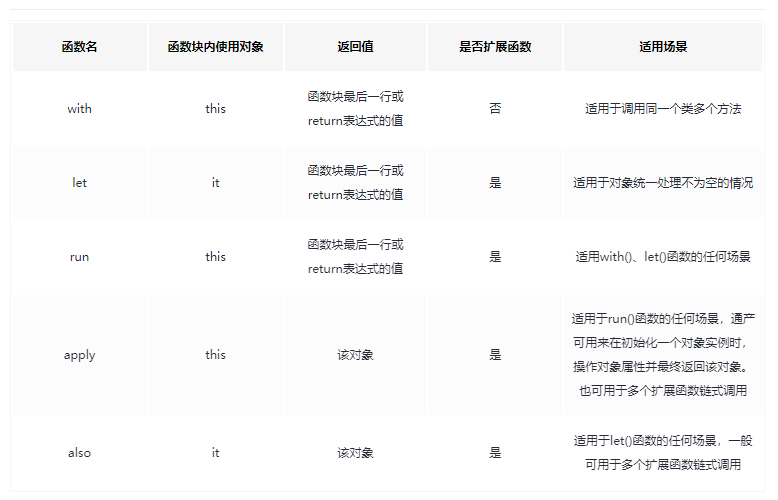 函数名 函数块内使用对象 返回值 是否扩展函数 适用场景
with this 函数块最后一行或 否 适用于调用同一个类多个方法
return表达式的值
let it 函数块最后一行或 是 适用于对象统一处理不为空的情况
return表达式的值
run this 函数块最后一行或 是 适用with()、let()函数的任何场景
return表达式的值
apply this 该对象 是 适用于run()函数的任何场景，通产
可用来在初始化一个对象实例时，
操作对象属性并最终返回该对象。
也可用于多个扩展函数链式调用
also it 该对象 是 适用于let()函数的任何场景，一般
可用于多个扩展函数链式调用